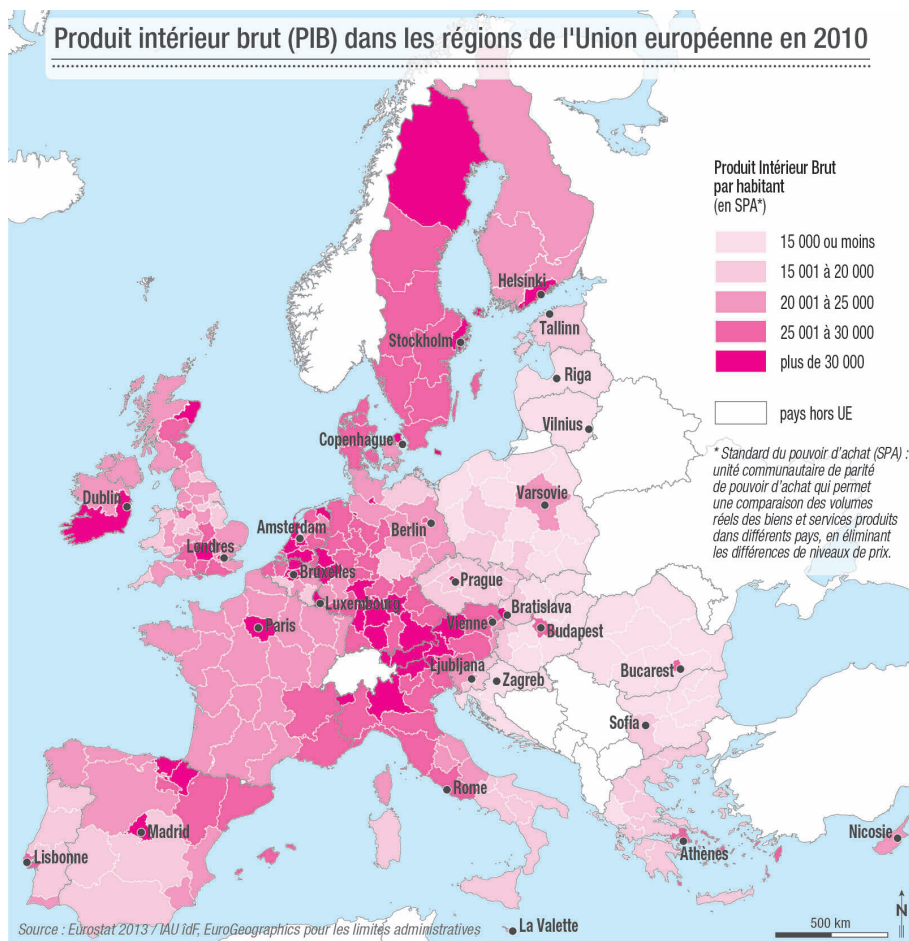 Produit intérieur brut (PIB) dans les régions de l'Union européenne en 2010
Produit Intérieur Brut
par habitant
(en SPA*)
15 000 ou moins
15 001 à 20 000
20 001 à 25 000
25 001 à 30 000
plus de 30 000
pays hors UE
* Standard du pouvoir d'achat (SPA) :
unité communautaire de parité
de pouvoir d'achat qui permet
une comparaison des volumes
réels des biens et services produits
dans différents pays, en éliminant
les différences de niveaux de prix.
Helsinki
Tallinn
Stockholm
Riga
Vilnius
Copenhague
Dublin
Varsovie
Amsterdam
Berlin
Londres
Bruxelles
Prague
Luxembourg
Bratislava
Paris
Vienne
Budapest
Ljubljana
Zagreb
Bucarest
Sofia
Rome
Madrid
Nicosie
Lisbonne
Athènes
La Valette
N
500 km
Source : Eurostat 2013 / IAU îdF, EuroGeographics pour les limites administratives